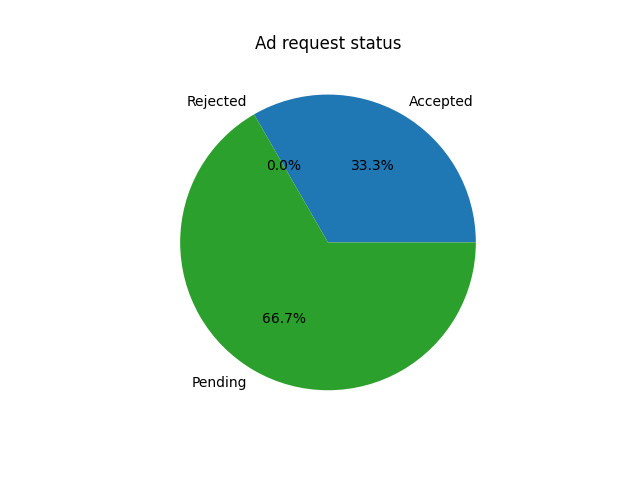 Ad request status
Rejected
Accepted
0.0%
33.3%
66.7%
Pending